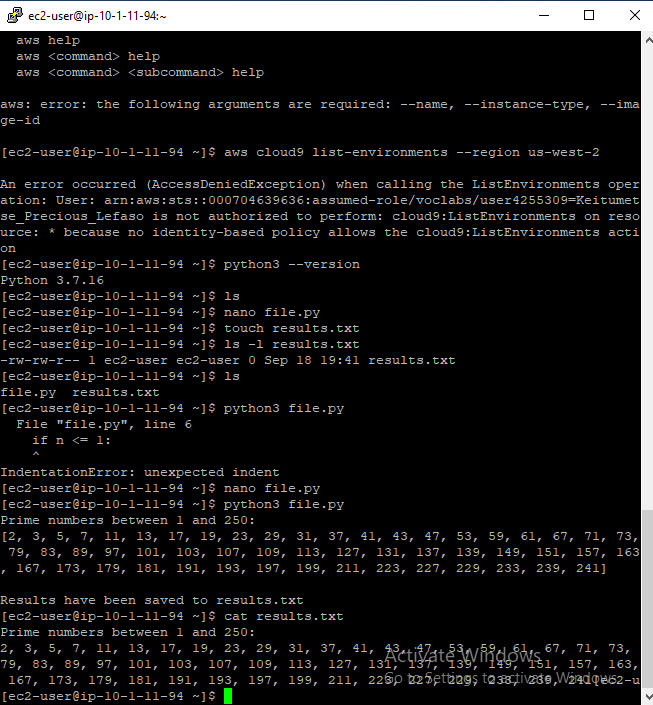 ec2-user@ip-10-1-11-94:~
aws help
aws <command> help
aws <command> <subcommand> help
aws: error: the following arguments are required: --name, --instance-type, --ima
ge-id
[ec2-user@ip-10-1-11-94 ~]$ aws cloud9 list-environments --region us-west-2
An error occurred (AccessDeniedException) when calling the ListEnvironments oper
ation: User: arn:aws:sts::000704639636:assumed-role/voclabs/user4255309=Keitumet
se_Precious_Lefaso is not authorized to perform: cloud9:ListEnvironments on reso
urce: * because no identity-based policy allows the cloud9:ListEnvironments acti
on
[ec2-user@ip-10-1-11-94 ~]$ python3 --version
Python 3.7.16
[ec2-user@ip-10-1-11-94 ~]$ ls
[ec2-user@ip-10-1-11-94 ~]$ nano file.py
[ec2-user@ip-10-1-11-94 ~]$ touch results.txt
[ec2-user@ip-10-1-11-94 ~]$ ls -l results.txt
-rw-rw-r-- 1 ec2-user ec2-user 0 Sep 18 19:41 results.txt
[ec2-user@ip-10-1-11-94 ~]$ ls
file.py  results.txt
[ec2-user@ip-10-1-11-94 ~]$ python3 file.py
File "file.py", line 6
if n <= 1:
^
IndentationError: unexpected indent
[ec2-user@ip-10-1-11-94 ~]$ nano file.py
[ec2-user@ip-10-1-11-94 ~]$ python3 file.py
Prime numbers between 1 and 250:
[2, 3, 5, 7, 11, 13, 17, 19, 23, 29, 31, 37, 41, 43, 47, 53, 59, 61, 67, 71, 73,
79, 83, 89, 97, 101, 103, 107, 109, 113, 127, 131, 137, 139, 149, 151, 157, 163
, 167, 173, 179, 181, 191, 193, 197, 199, 211, 223, 227, 229, 233, 239, 241]
Results have been saved to results.txt
[ec2-user@ip-10-1-11-94 ~]$ cat results.txt
Prime numbers between 1 and 250:
2, 3, 5, 7, 11, 13, 17, 19, 23, 29, 31, 37, 41, 43, 47, 53, 59, 61, 67, 71, 73,
79, 83, 89, 97, 101, 103, 107, 109, 113, 127, 131, 137, 139, 149, 151, 157, 163,
167, 173, 179, 181, 191, 193, 197, 199, 211, 223, 227, 229, 233, 239, 241[ec2-u
[ec2-user@ip-10-1-11-94 ~]$
Activate Windows
Go to Settings to activate Windows.